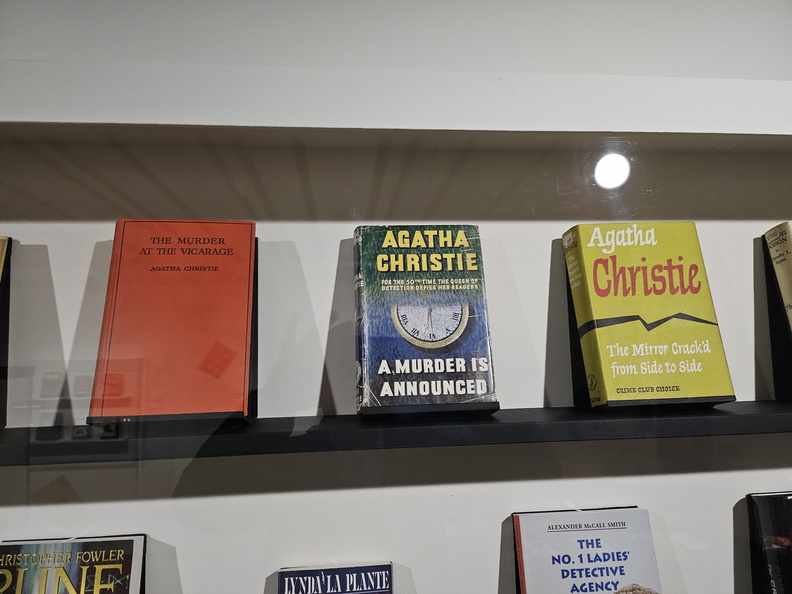 THE MURDER
AT THE VICARAGE
AGATHA CHRISTIE
AGATHA
CHRISTIE
FOR THE 50TH TIME THE QUEEN OF
DETECTION DEFIES HER READERS
A MURDER IS
ANNOUNCED
Agatha
Christie
The Mirror Crack'd
from Side to Side
CRIME CLUB CHOICE
CHRISTOPHER FOWLER
LYNDA LA PLANTE
ALEXANDER McCALL SMITH
THE
NO. 1 LADIES'
DETECTIVE
AGENCY